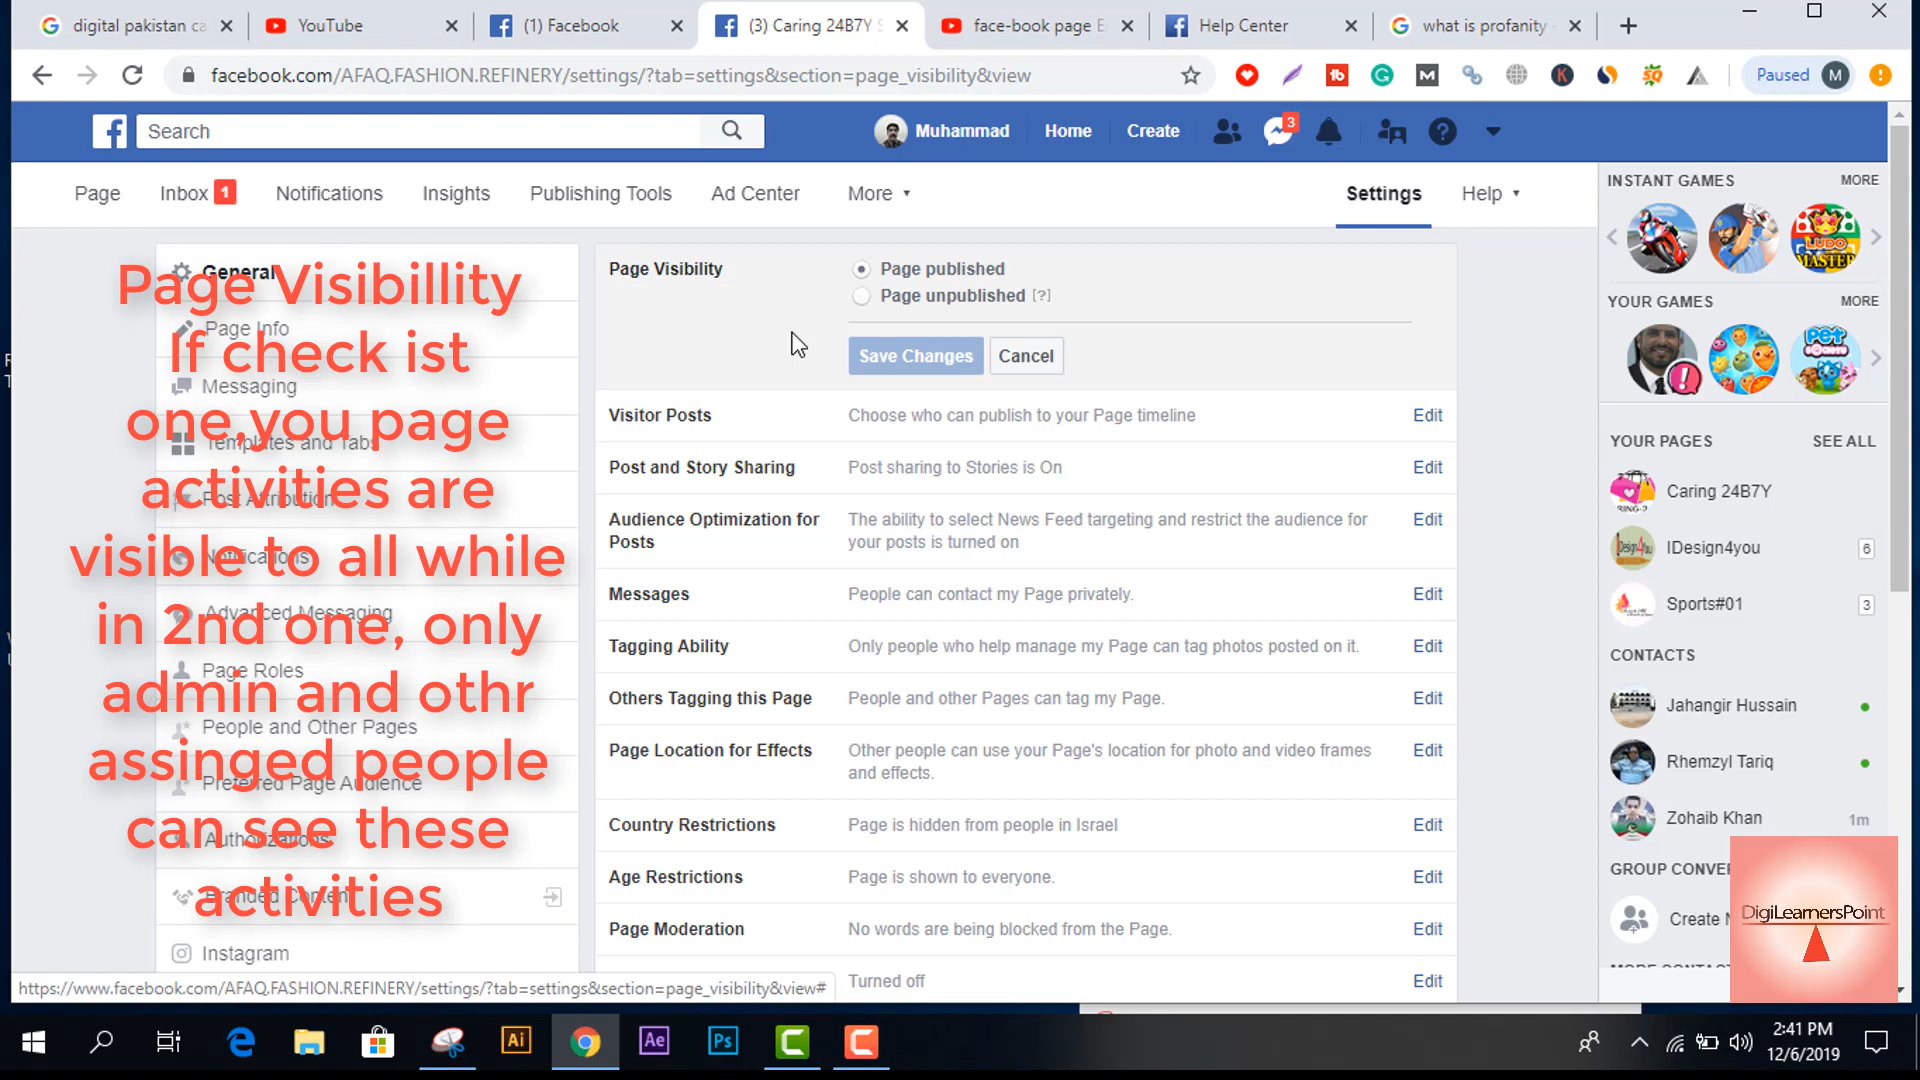 digital pakistan ca
YouTube
(1) Facebook
(3) Caring 24B7Y S
face-book page E
Help Center
what is profanity -
facebook.com/AFAQ.FASHION.REFINERY/settings/?tab=settings&section=page_visibility&view
Paused M
Search
Muhammad Home Create 3
Page Inbox 1 Notifications Insights Publishing Tools Ad Center More Settings Help
General
Page Info
Messaging
Templates and Tabs
Post Attribution
Notifications
Advanced Messaging
Page Roles
People and Other Pages
Preferred Page Audience
Authorizations
Branded Content
Instagram
Page Visibillity
If check ist
one,you page
activities are
visible to all while
in 2nd one, only
admin and othr
assinged people
can see these
activities
Page Visibility
Page published
Page unpublished [?]
Save Changes Cancel
Visitor Posts Choose who can publish to your Page timeline Edit
Post and Story Sharing Post sharing to Stories is On Edit
Audience Optimization for The ability to select News Feed targeting and restrict the audience for Edit
Posts your posts is turned on
Messages People can contact my Page privately. Edit
Tagging Ability Only people who help manage my Page can tag photos posted on it. Edit
Others Tagging this Page People and other Pages can tag my Page. Edit
Page Location for Effects Other people can use your Page's location for photo and video frames Edit
and effects.
Country Restrictions Page is hidden from people in Israel Edit
Age Restrictions Page is shown to everyone. Edit
Page Moderation No words are being blocked from the Page. Edit
Turned off Edit
INSTANT GAMES MORE
LUDO
MASTER
YOUR GAMES MORE
Pet
YOUR PAGES SEE ALL
Caring 24B7Y
IDesign4you 6
Sports#01 3
CONTACTS
Jahangir Hussain
Rhemzyl Tariq
Zohaib Khan 1m
GROUP CONVER
Create N
DigiLearnersPoint
https://www.facebook.com/AFAQ.FASHION.REFINERY/settings/?tab=settings&section=page_visibility&view#
Ai
Ae
Ps
2:41 PM
12/6/2019